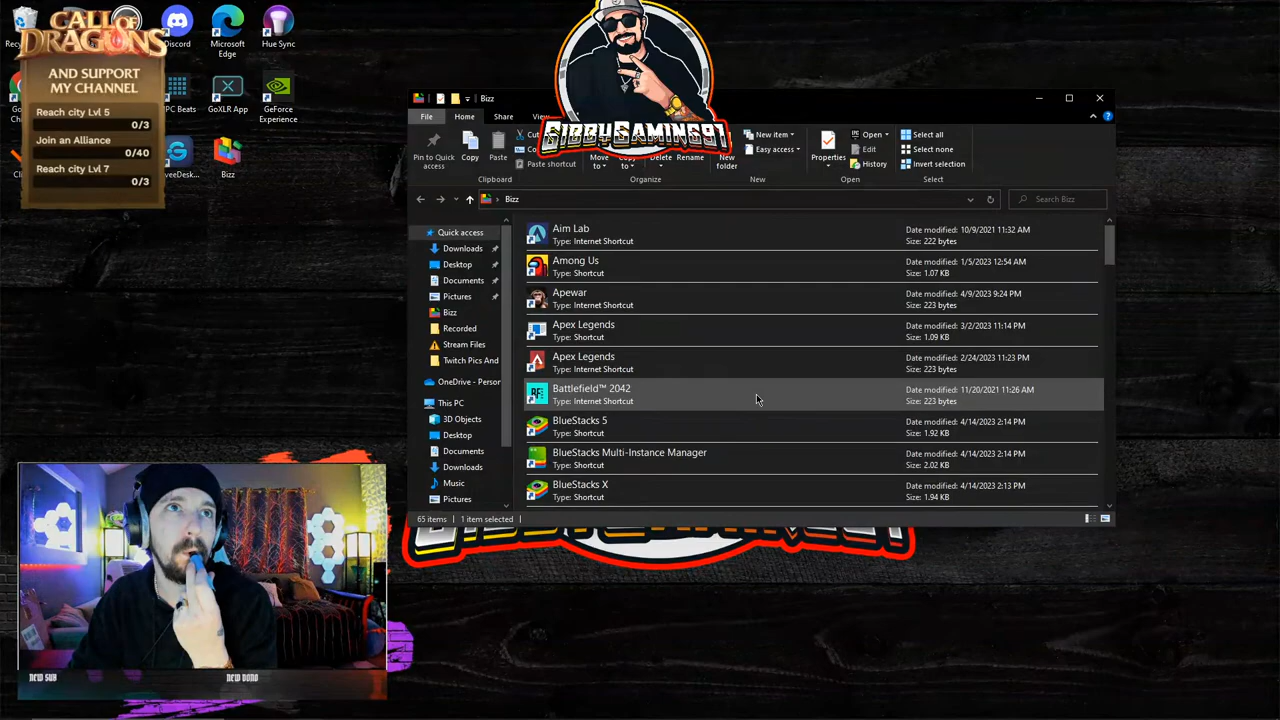 CALL OF
DRAGONS
AND SUPPORT
MY CHANNEL
Reach city Lvl 5
0/3
Join an Alliance
0/40
Reach city Lvl 7
0/3
Discord
Microsoft
Edge
Hue Sync
GoXLR App
GeForce
Experience
Bizz
GIBBYGAMING91
Bizz
File
Home
Share
Pin to Quick
access
Copy
Paste
Paste shortcut
Clipboard
Move
to
Delete
Rename
Organize
New
folder
New item
Easy access
New
Properties
Open
Edit
History
Open
Select all
Select none
Invert selection
Select
Bizz
Search Bizz
Quick access
Downloads
Desktop
Documents
Pictures
Bizz
Recorded
Stream Files
Twitch Pics And
OneDrive - Person
This PC
3D Objects
Desktop
Documents
Downloads
Music
Pictures
Aim Lab
Type: Internet Shortcut
Date modified: 10/9/2021 11:32 AM
Size: 222 bytes
Among Us
Type: Shortcut
Date modified: 1/5/2023 12:54 AM
Size: 1.07 KB
Apewar
Type: Internet Shortcut
Date modified: 4/9/2023 9:24 PM
Size: 223 bytes
Apex Legends
Type: Shortcut
Date modified: 3/2/2023 11:14 PM
Size: 1.09 KB
Apex Legends
Type: Internet Shortcut
Date modified: 2/24/2023 11:23 PM
Size: 223 bytes
Battlefield™ 2042
Type: Internet Shortcut
Date modified: 11/20/2021 11:26 AM
Size: 223 bytes
BlueStacks 5
Type: Shortcut
Date modified: 4/14/2023 2:14 PM
Size: 1.92 KB
BlueStacks Multi-Instance Manager
Type: Shortcut
Date modified: 4/14/2023 2:14 PM
Size: 2.02 KB
BlueStacks X
Type: Shortcut
Date modified: 4/14/2023 2:13 PM
Size: 1.94 KB
65 items
1 item selected